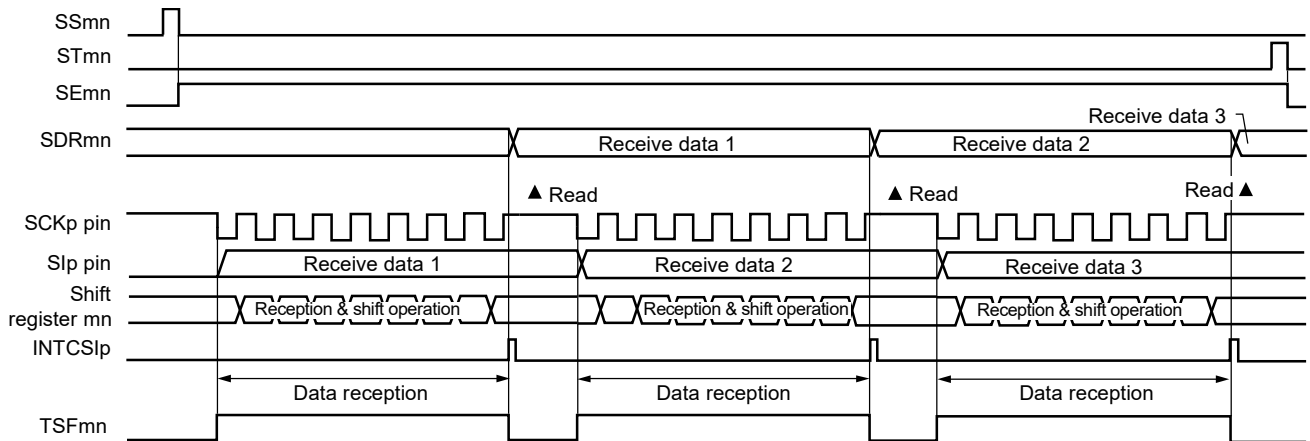 SSmn
STmn
SEmn
Receive data 3
SDRmn
Receive data 1
Receive data 2
▲ Read
▲ Read
Read ▲
SCKp pin
SIp pin
Receive data 1
Receive data 2
Receive data 3
Shift
register mn
Reception & shift operation
Reception & shift operation
Reception & shift operation
INTCSIp
Data reception
Data reception
Data reception
TSFmn